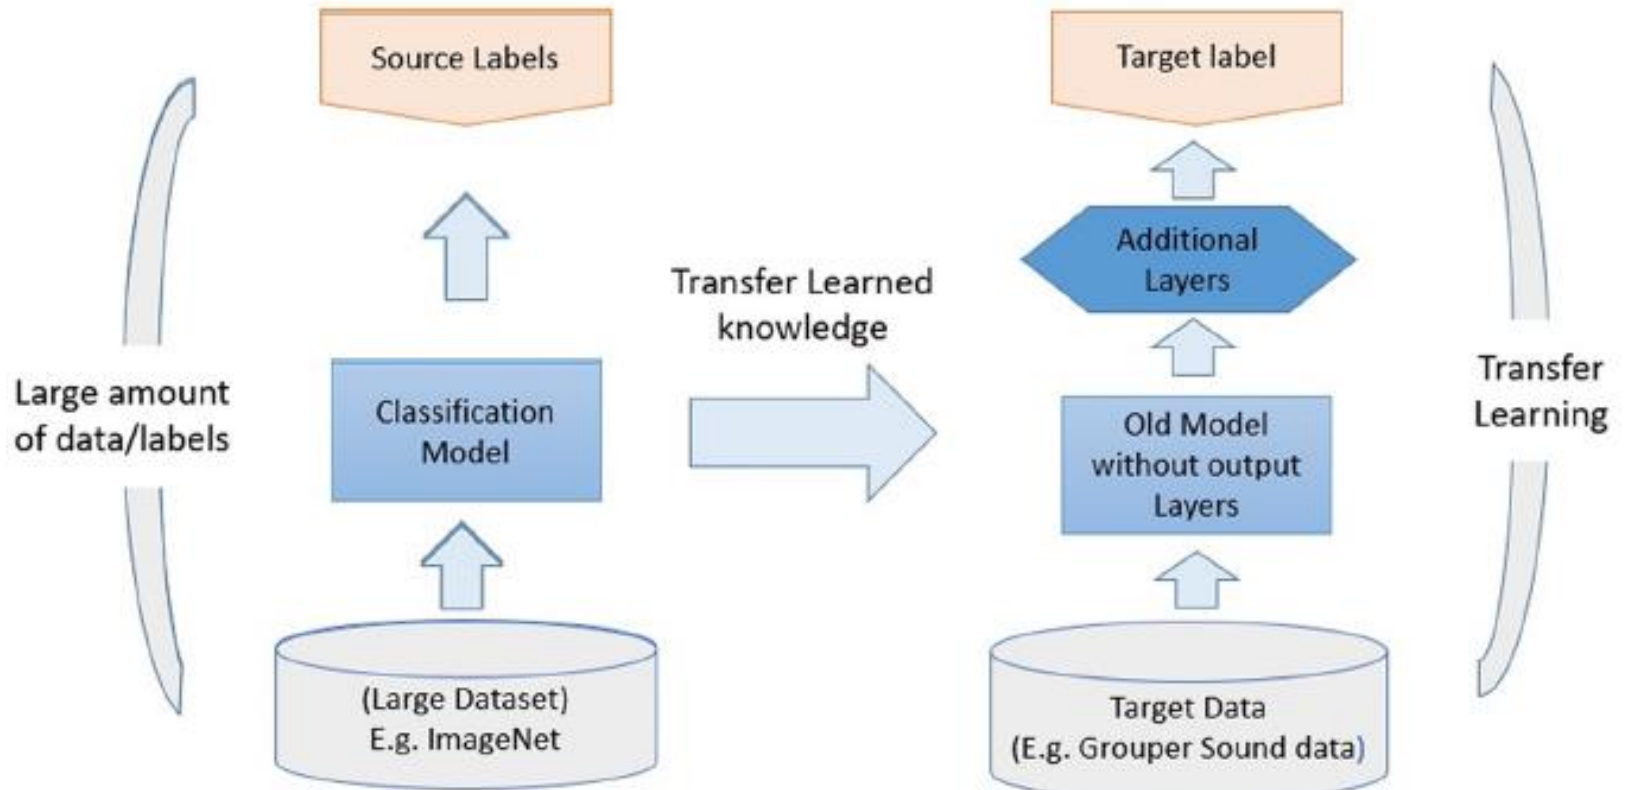 Source Labels
Target label
Additional
Layers
Transfer Learned
knowledge
Large amount
of data/labels
Classification
Model
Old Model
without output
Layers
Transfer
Learning
(Large Dataset)
E.g. ImageNet
Target Data
(E.g. Grouper Sound data)